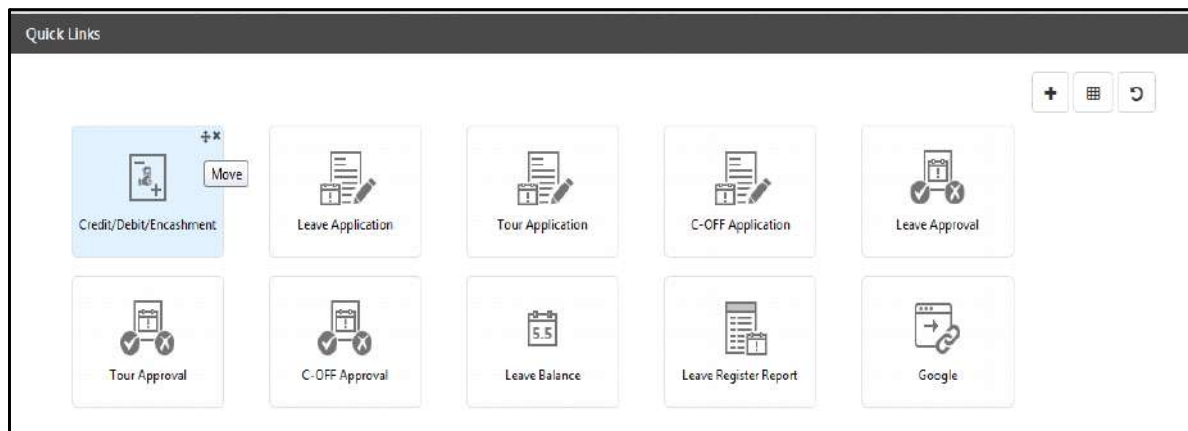 Quick Links
Move
Credit/Debit/Encashment
Leave Application
Tour Application
C-OFF Application
Leave Approval
5.5
Tour Approval
C-OFF Approval
Leave Balance
Leave Register Report
Google